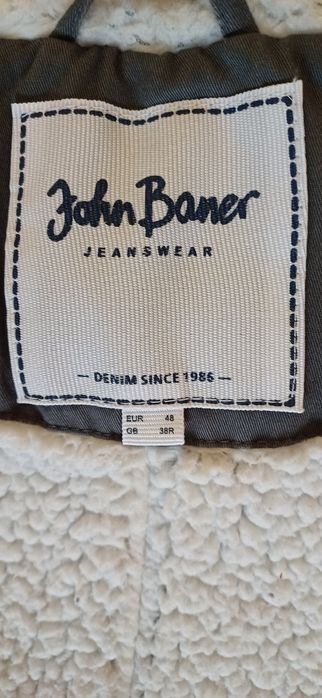 John Baner
JEANSWEAR
— DENIM SINCE 1986 —
EUR 48
GB 38R